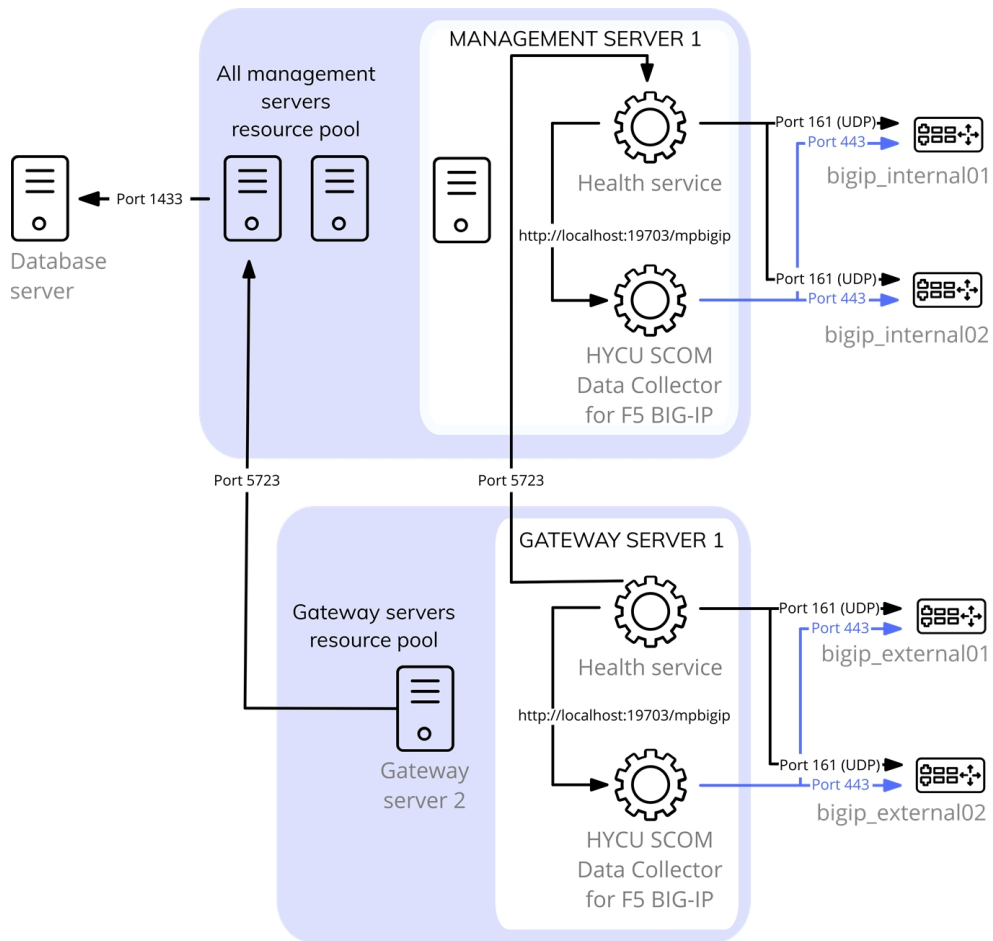 MANAGEMENT SERVER 1
All management
servers
resource pool
Port 161 (UDP)
Port 443
bigip_internal01
Health service
Port 1433
Database
server
http://localhost:19703/mpbigip
Port 161 (UDP)
Port 443
bigip_internal02
HYCU SCOM
Data Collector
for F5 BIG-IP
Port 5723
Port 5723
GATEWAY SERVER 1
Gateway servers
resource pool
Port 161 (UDP)
Port 443
bigip_external01
Health service
http://localhost:19703/mpbigip
Gateway
server 2
Port 161 (UDP)
Port 443
bigip_external02
HYCU SCOM
Data Collector
for F5 BIG-IP